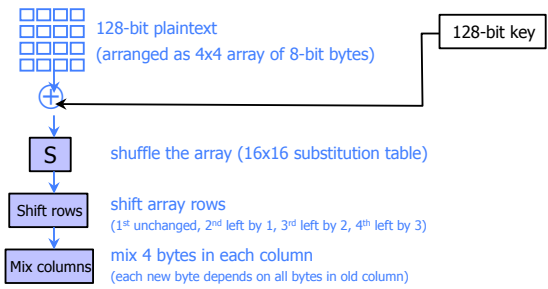 128-bit plaintext
(arranged as 4x4 array of 8-bit bytes)
128-bit key
S
shuffle the array (16x16 substitution table)
Shift rows
shift array rows
(1st unchanged, 2nd left by 1, 3rd left by 2, 4th left by 3)
Mix columns
mix 4 bytes in each column
(each new byte depends on all bytes in old column)